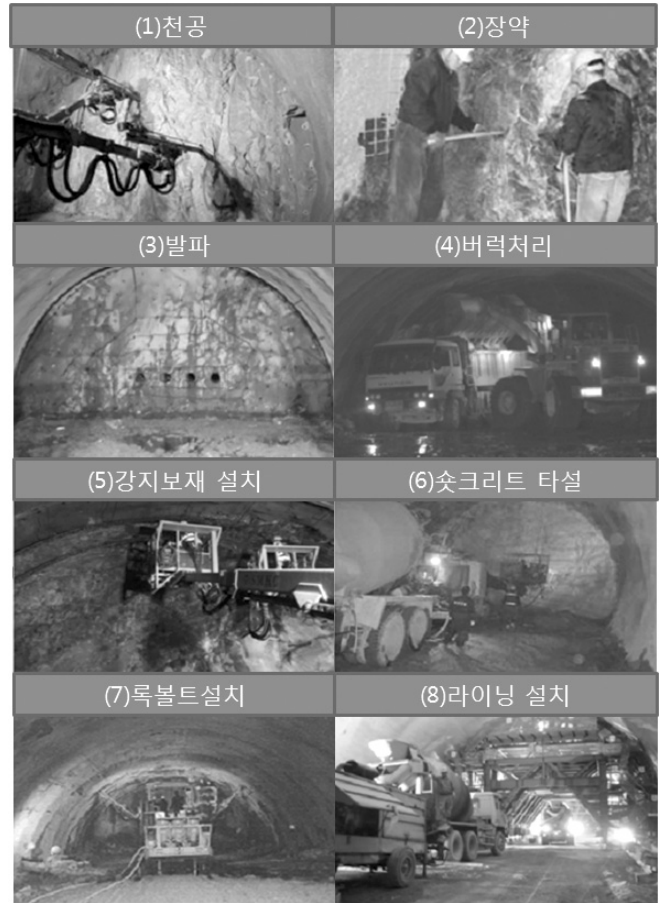 (1)천공
(2)장약
(3)발파
(4)버럭처리
(5)강지보재 설치
(6)숏크리트 타설
(7)록볼트설치
(8)라이닝 설치